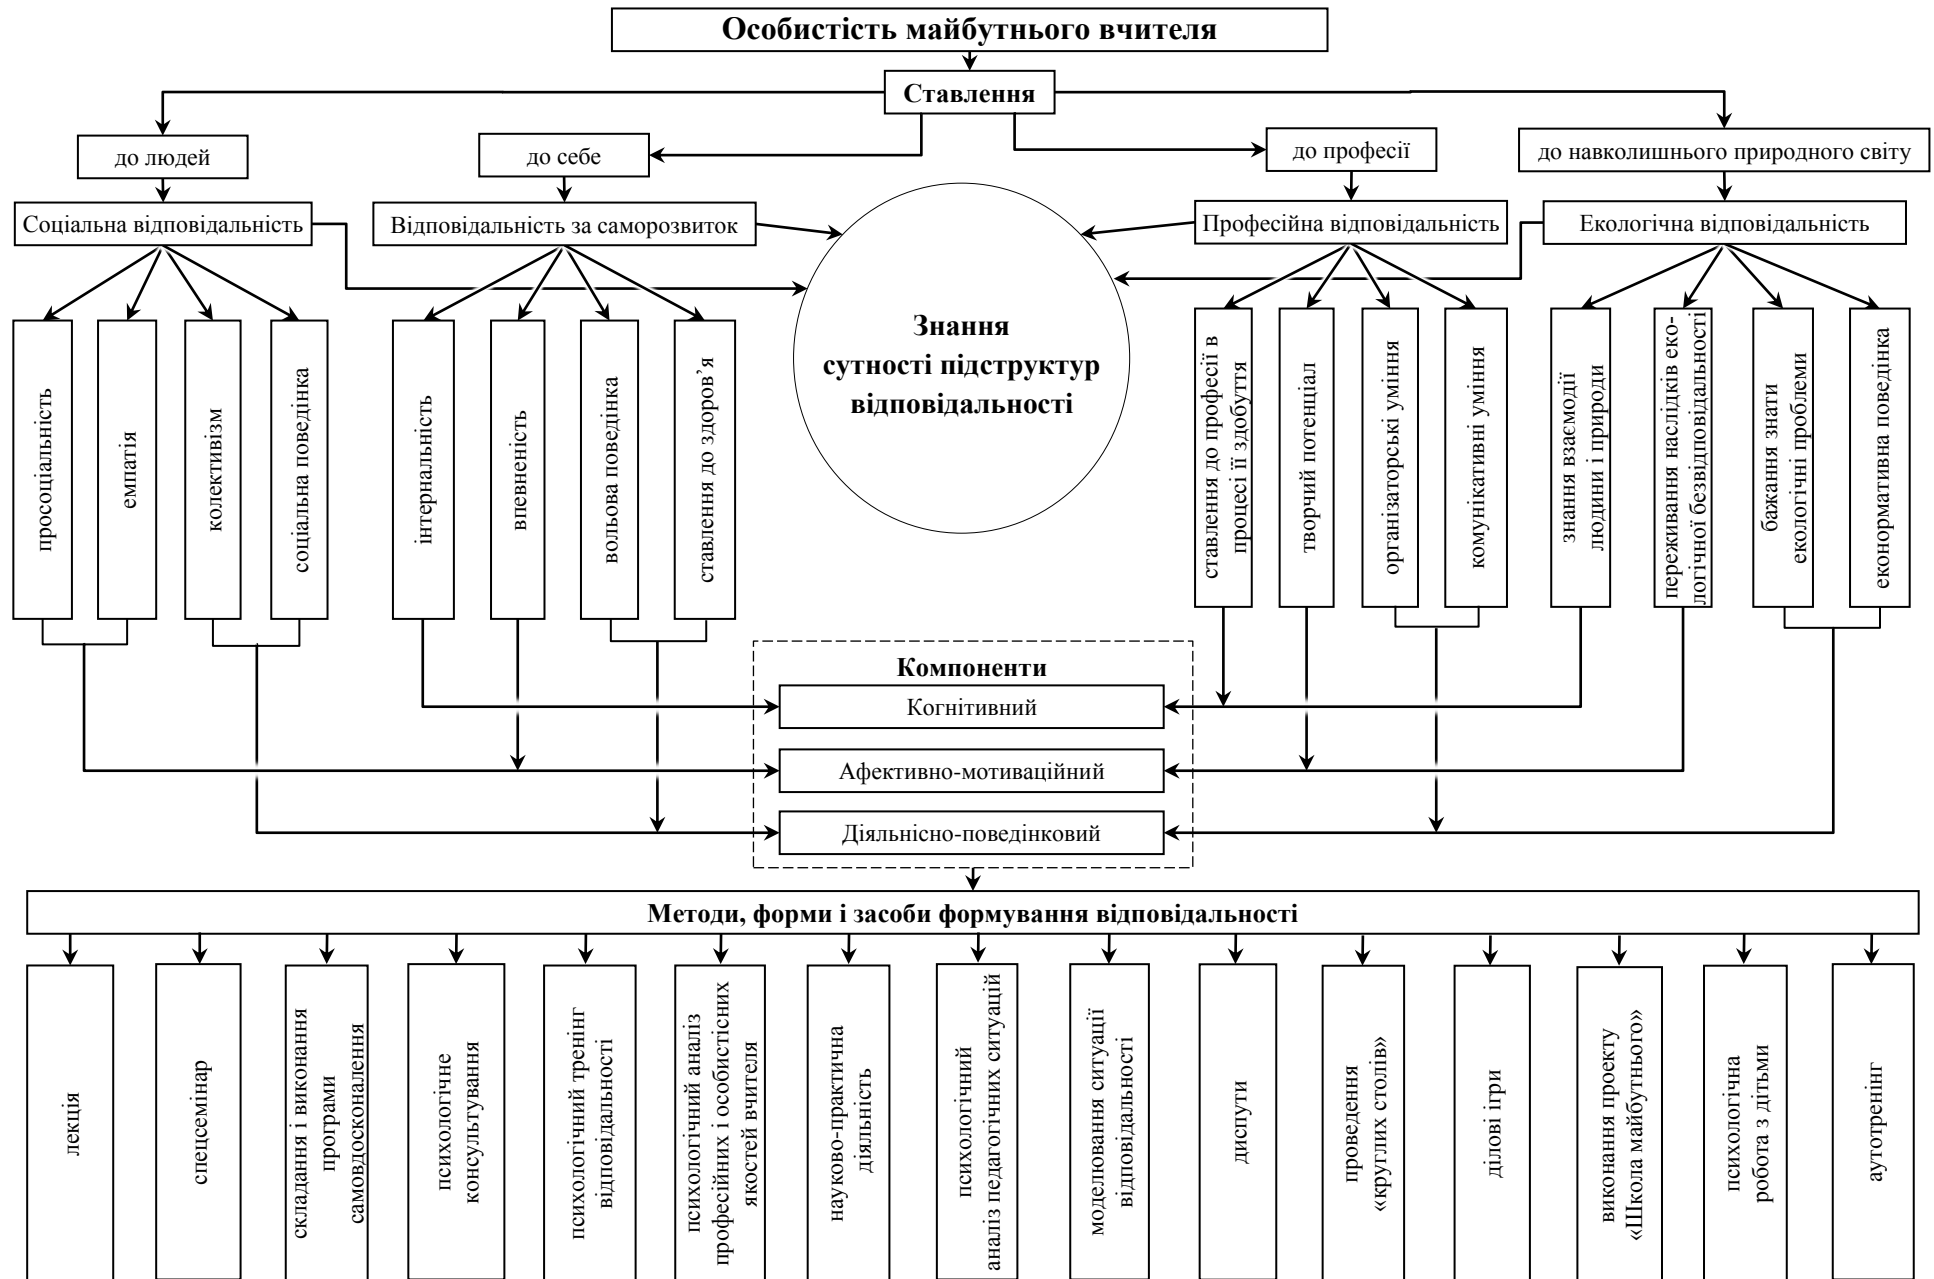 Особистість майбутнього вчителя
Ставлення
до людей
до себе
до професії
до навколишнього природного світу
Соціальна відповідальність
Відповідальність за саморозвиток
Професійна відповідальність
Екологічна відповідальність
Знання
сутності підструктур
відповідальності
просоціальність
емпатія
колективізм
соціальна поведінка
інтернальність
впевненість
вольова поведінка
ставлення до здоров’я
ставлення до професії в
процесі її здобуття
творчий потенціал
організаторські уміння
комунікативні уміння
знання взаємодії
людини і природи
переживання наслідків еко-
логічної безвідповідальності
бажання знати
екологічні проблеми
еконормативна поведінка
Компоненти
Когнітивний
Афективно-мотиваційний
Діяльнісно-поведінковий
Методи, форми і засоби формування відповідальності
лекція
спецсемінар
складання і виконання
програми
самовдосконалення
психологічне
консультування
психологічний тренінг
відповідальності
психологічний аналіз
професійних і особистісних
якостей вчителя
науково-практична
діяльність
психологічний
аналіз педагогічних ситуацій
моделювання ситуації
відповідальності
диспути
проведення
«круглих столів»
ділові ігри
виконання проекту
«Школа майбутнього»
психологічна
робота з дітьми
аутотренінг